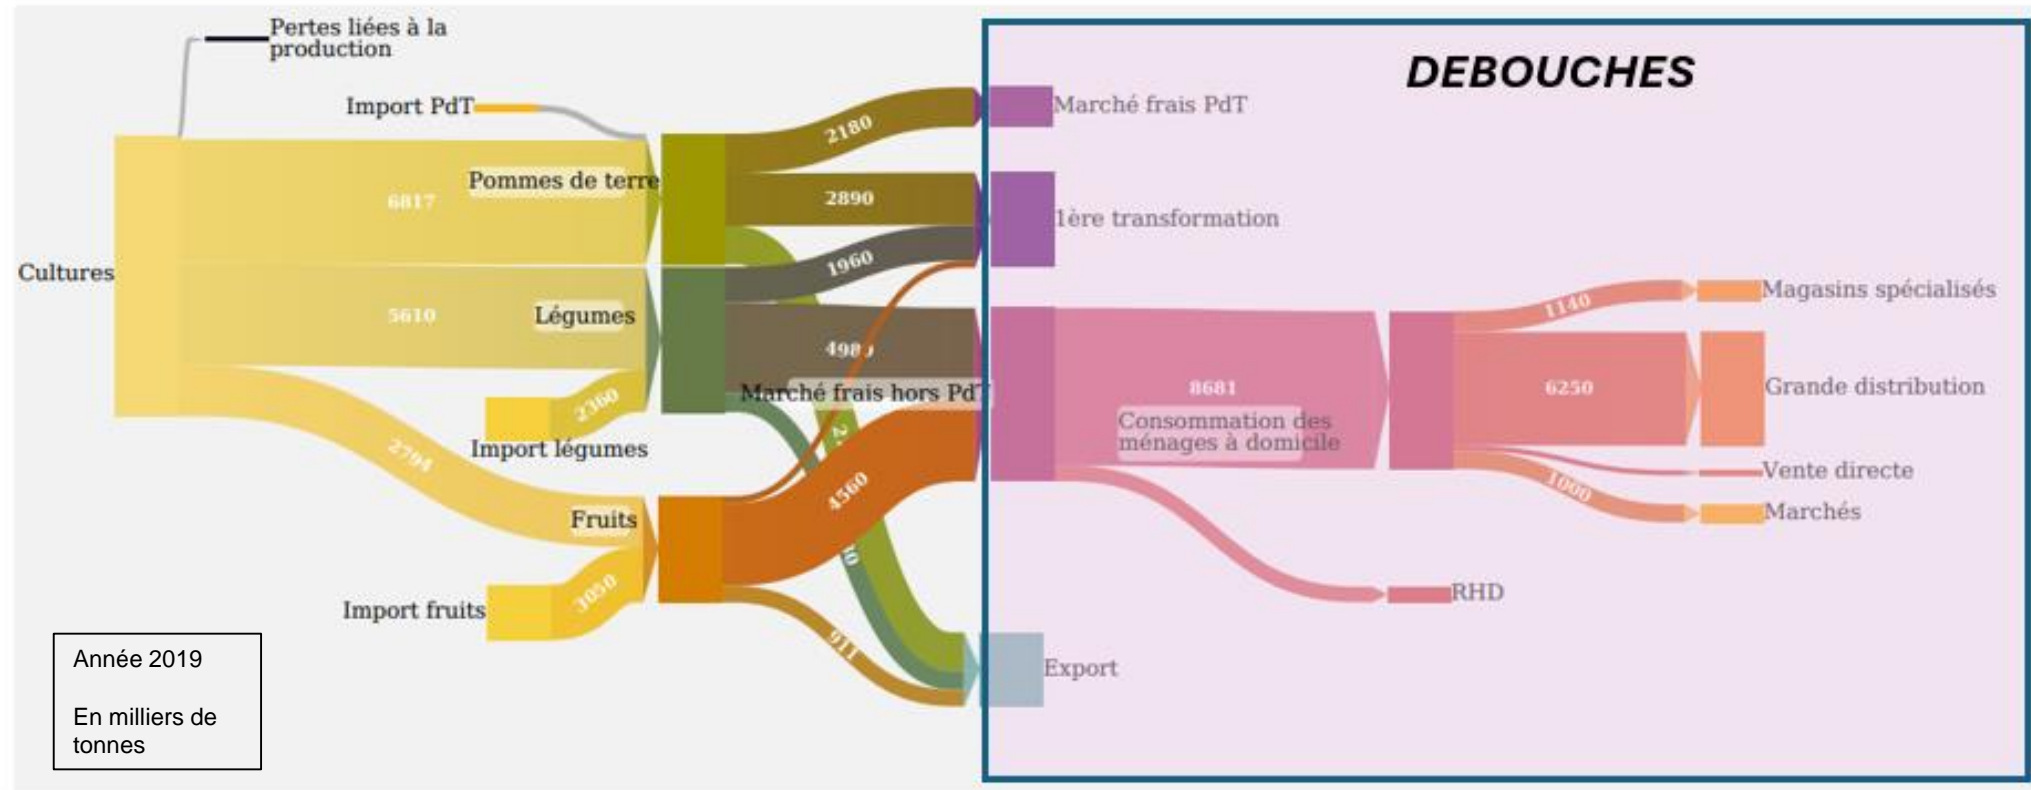 Pertes liées à la
production
DEBOUCHES
Import PdT
Marché frais PdT
2180
Pommes de terre
6817
2890
1ère transformation
Cultures
1960
Magasins spécialisés
1140
5610
Légumes
4980
Marché frais hors PdT
8681
6250
Grande distribution
2360
Consommation des
ménages à domicile
Import légumes
2794
Vente directe
1000
Marchés
4560
Fruits
3050
Import fruits
RHD
911
Export
Année 2019
En milliers de
tonnes